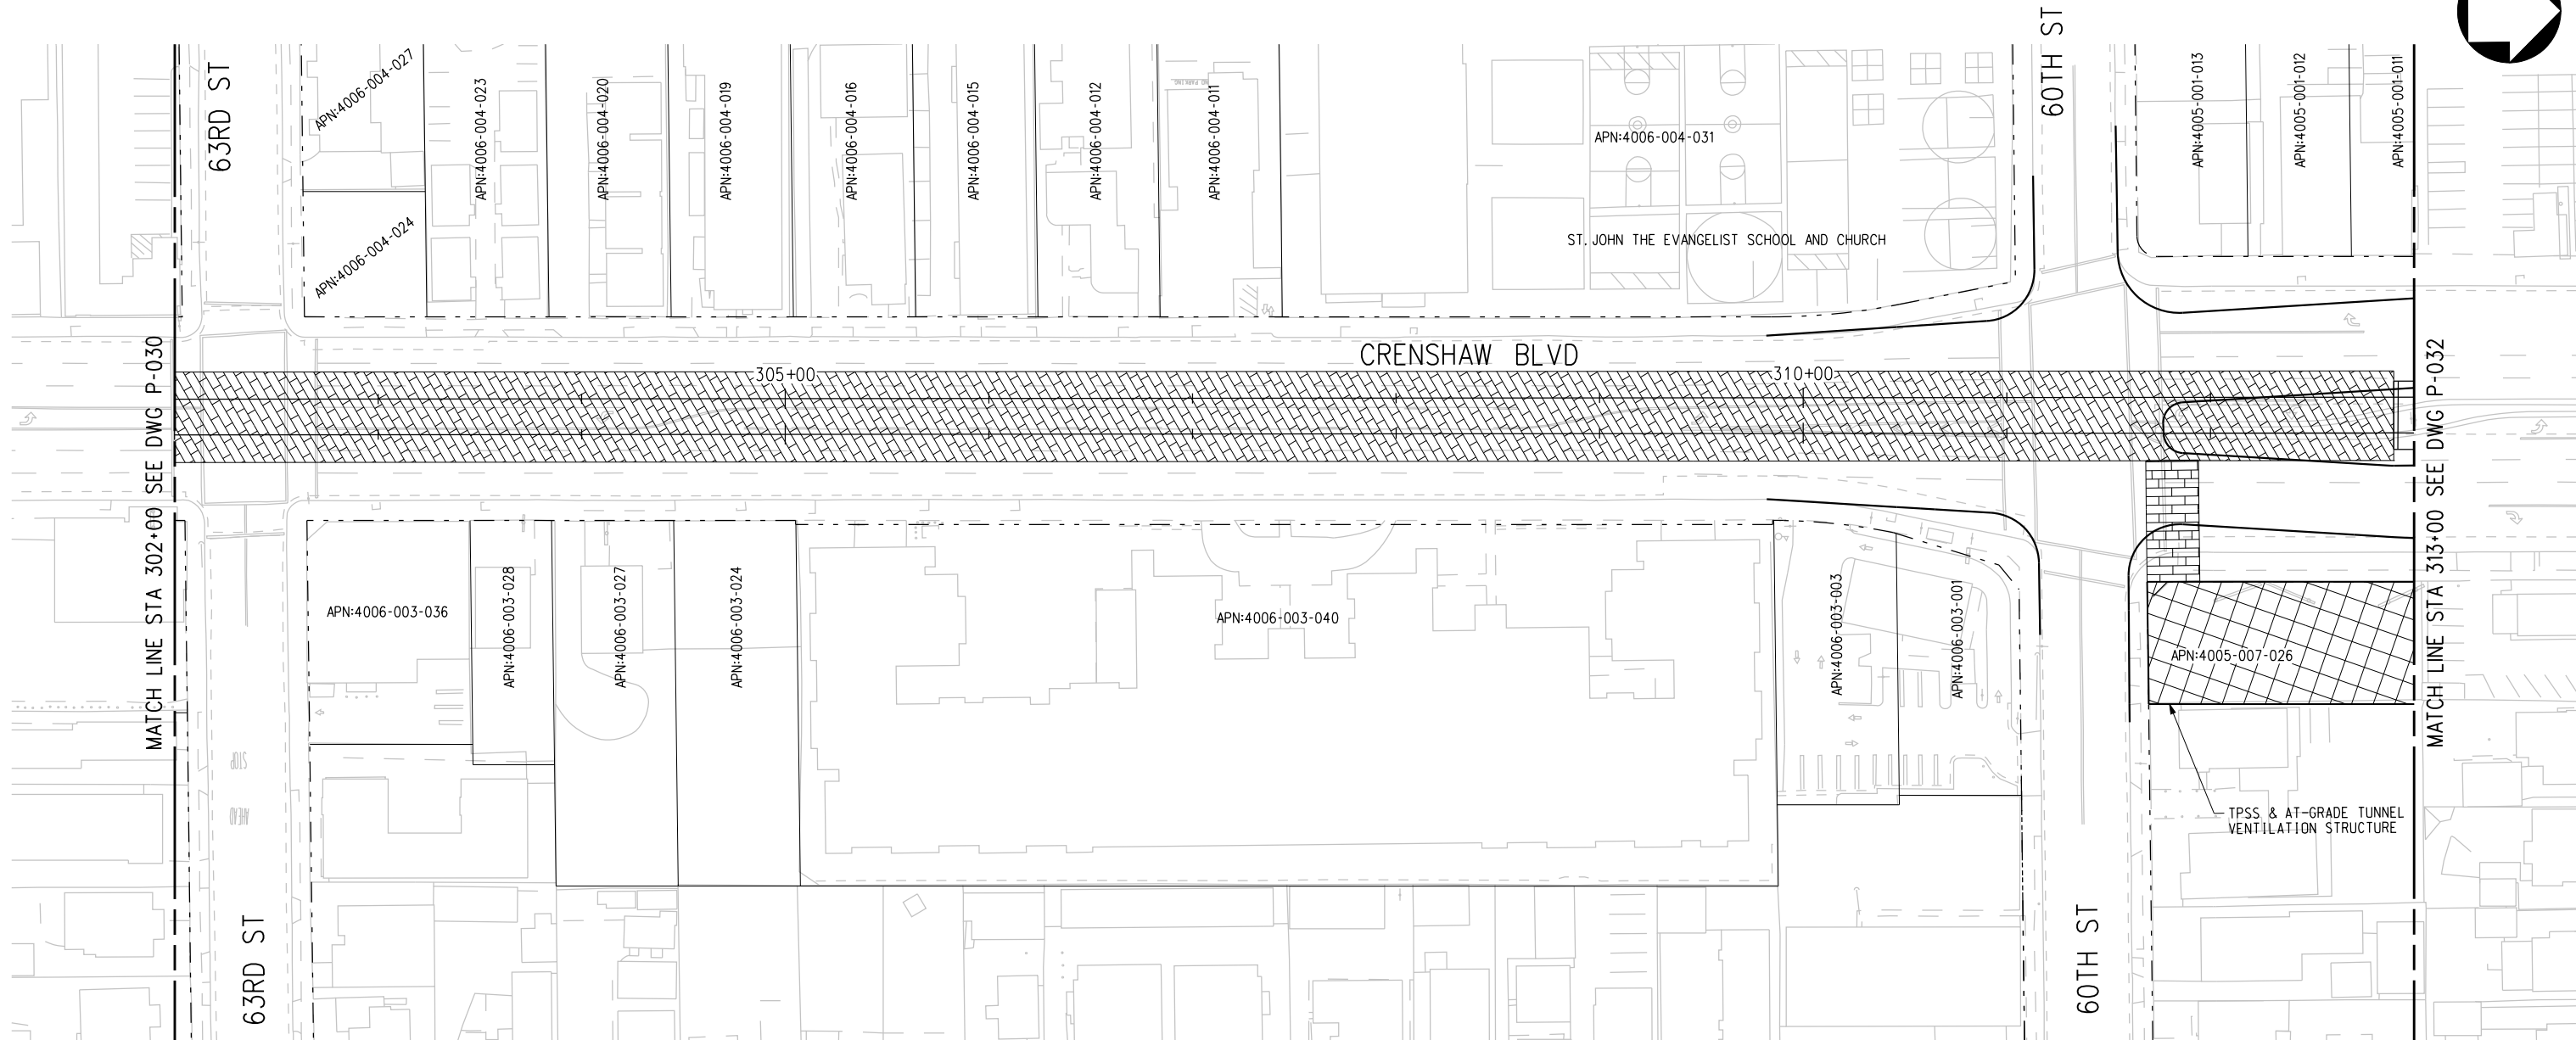 63RD ST
APN:4006-004-027
APN:4006-004-024
APN:4006-004-023
APN:4006-004-020
APN:4006-004-019
APN:4006-004-016
APN:4006-004-015
APN:4006-004-012
NO PARKING
APN:4006-004-011
APN:4006-004-031
ST. JOHN THE EVANGELIST SCHOOL AND CHURCH
60TH ST
APN:4005-001-013
APN:4005-001-012
APN:4005-001-011
CRENSHAW BLVD
305+00
310+00
MATCH LINE STA 302+00 SEE DWG P-030
MATCH LINE STA 313+00 SEE DWG P-032
APN:4006-003-036
APN:4006-003-028
APN:4006-003-027
APN:4006-003-024
APN:4006-003-040
APN:4006-003-003
APN:4006-003-001
APN:4005-007-026
STOP
AHEAD
TPSS & AT-GRADE TUNNEL
VENTILATION STRUCTURE
63RD ST
60TH ST